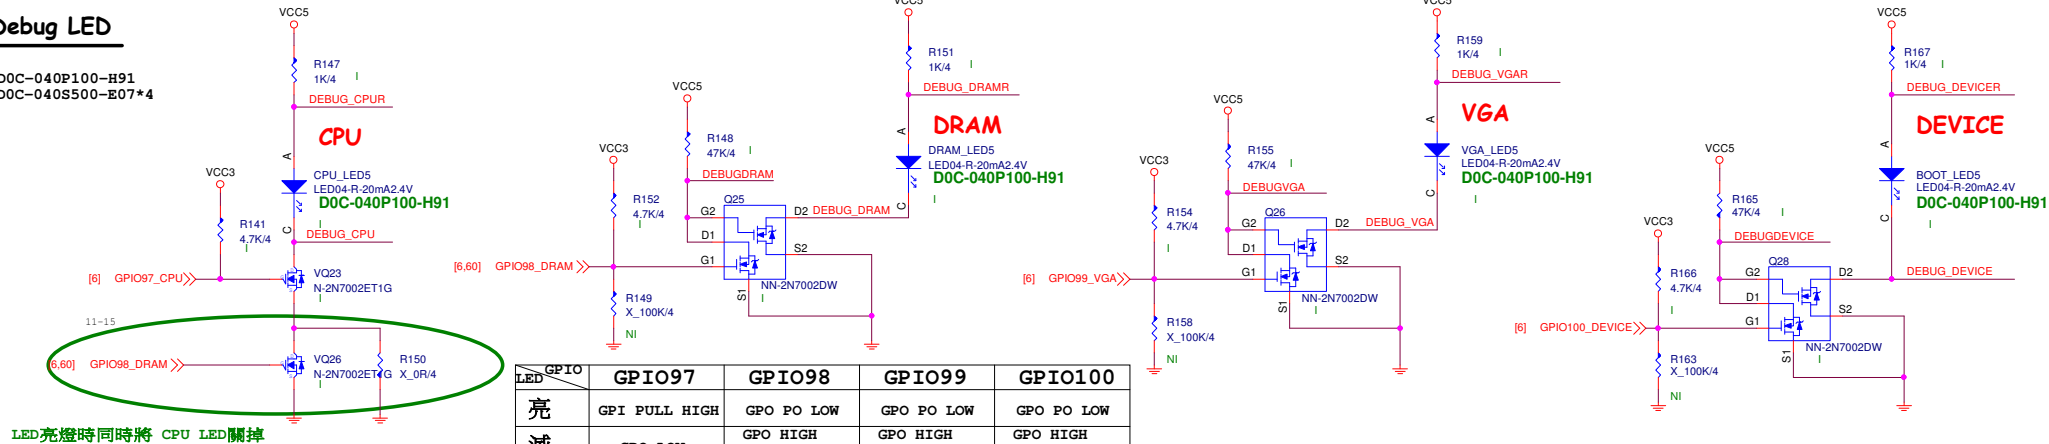 Debug LED
D0C-040P100-H91
D0C-040S500-E07*4
VCC5
R147
1K/4
I
DEBUG_CPUR
CPU
A
CPU_LED5
LED04-R-20mA2.4V
D0C-040P100-H91
I
C
DEBUG_CPU
VCC3
R141
4.7K/4
I
[6] GPIO97_CPU
VQ23
N-2N7002ET1G
I
11-15
[6,60] GPIO98_DRAM
VQ26
N-2N7002ET1G
I
R150
X_0R/4
LED亮燈時同時將 CPU LED關掉
VCC5
R151
1K/4
I
DEBUG_DRAMR
DRAM
A
DRAM_LED5
LED04-R-20mA2.4V
D0C-040P100-H91
I
C
VCC5
R148
47K/4
I
DEBUGDRAM
VCC3
R152
4.7K/4
I
Q25
G2
D2
DEBUG_DRAM
D1
S2
G1
S1
NN-2N7002DW
I
[6,60] GPIO98_DRAM
R149
X_100K/4
NI
VCC5
R159
1K/4
I
DEBUG_VGAR
VGA
A
VGA_LED5
LED04-R-20mA2.4V
D0C-040P100-H91
I
C
VCC5
R155
47K/4
I
DEBUGVGA
VCC3
R154
4.7K/4
I
Q26
G2
D2
DEBUG_VGA
D1
S2
G1
S1
NN-2N7002DW
I
[6] GPIO99_VGA
R158
X_100K/4
NI
VCC5
R167
1K/4
I
DEBUG_DEVICER
DEVICE
A
BOOT_LED5
LED04-R-20mA2.4V
D0C-040P100-H91
I
C
VCC5
R165
47K/4
I
DEBUGDEVICE
VCC3
R166
4.7K/4
I
Q28
G2
D2
DEBUG_DEVICE
D1
S2
G1
S1
NN-2N7002DW
I
[6] GPIO100_DEVICE
R163
X_100K/4
NI
LED GPIO GPIO97 GPIO98 GPIO99 GPIO100
亮 GPI PULL HIGH GPO PO LOW GPO PO LOW GPO PO LOW
滅 GPO LOW GPO HIGH GPO HIGH GPO HIGH